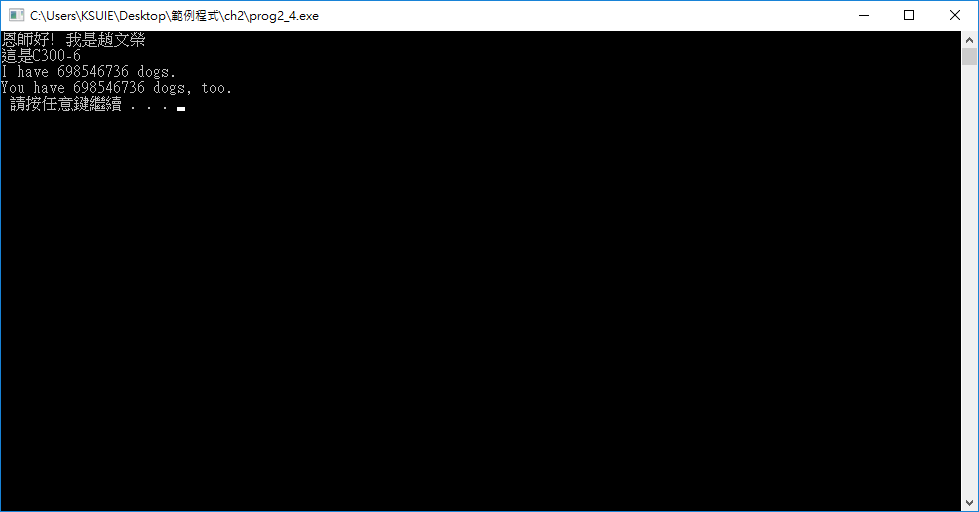 C:\Users\KSUIE\Desktop\範例程式\ch2\prog2_4.exe
恩師好! 我是趙文榮
這是C300-6
I have 698546736 dogs.
You have 698546736 dogs, too.
請按任意鍵繼續 . . .